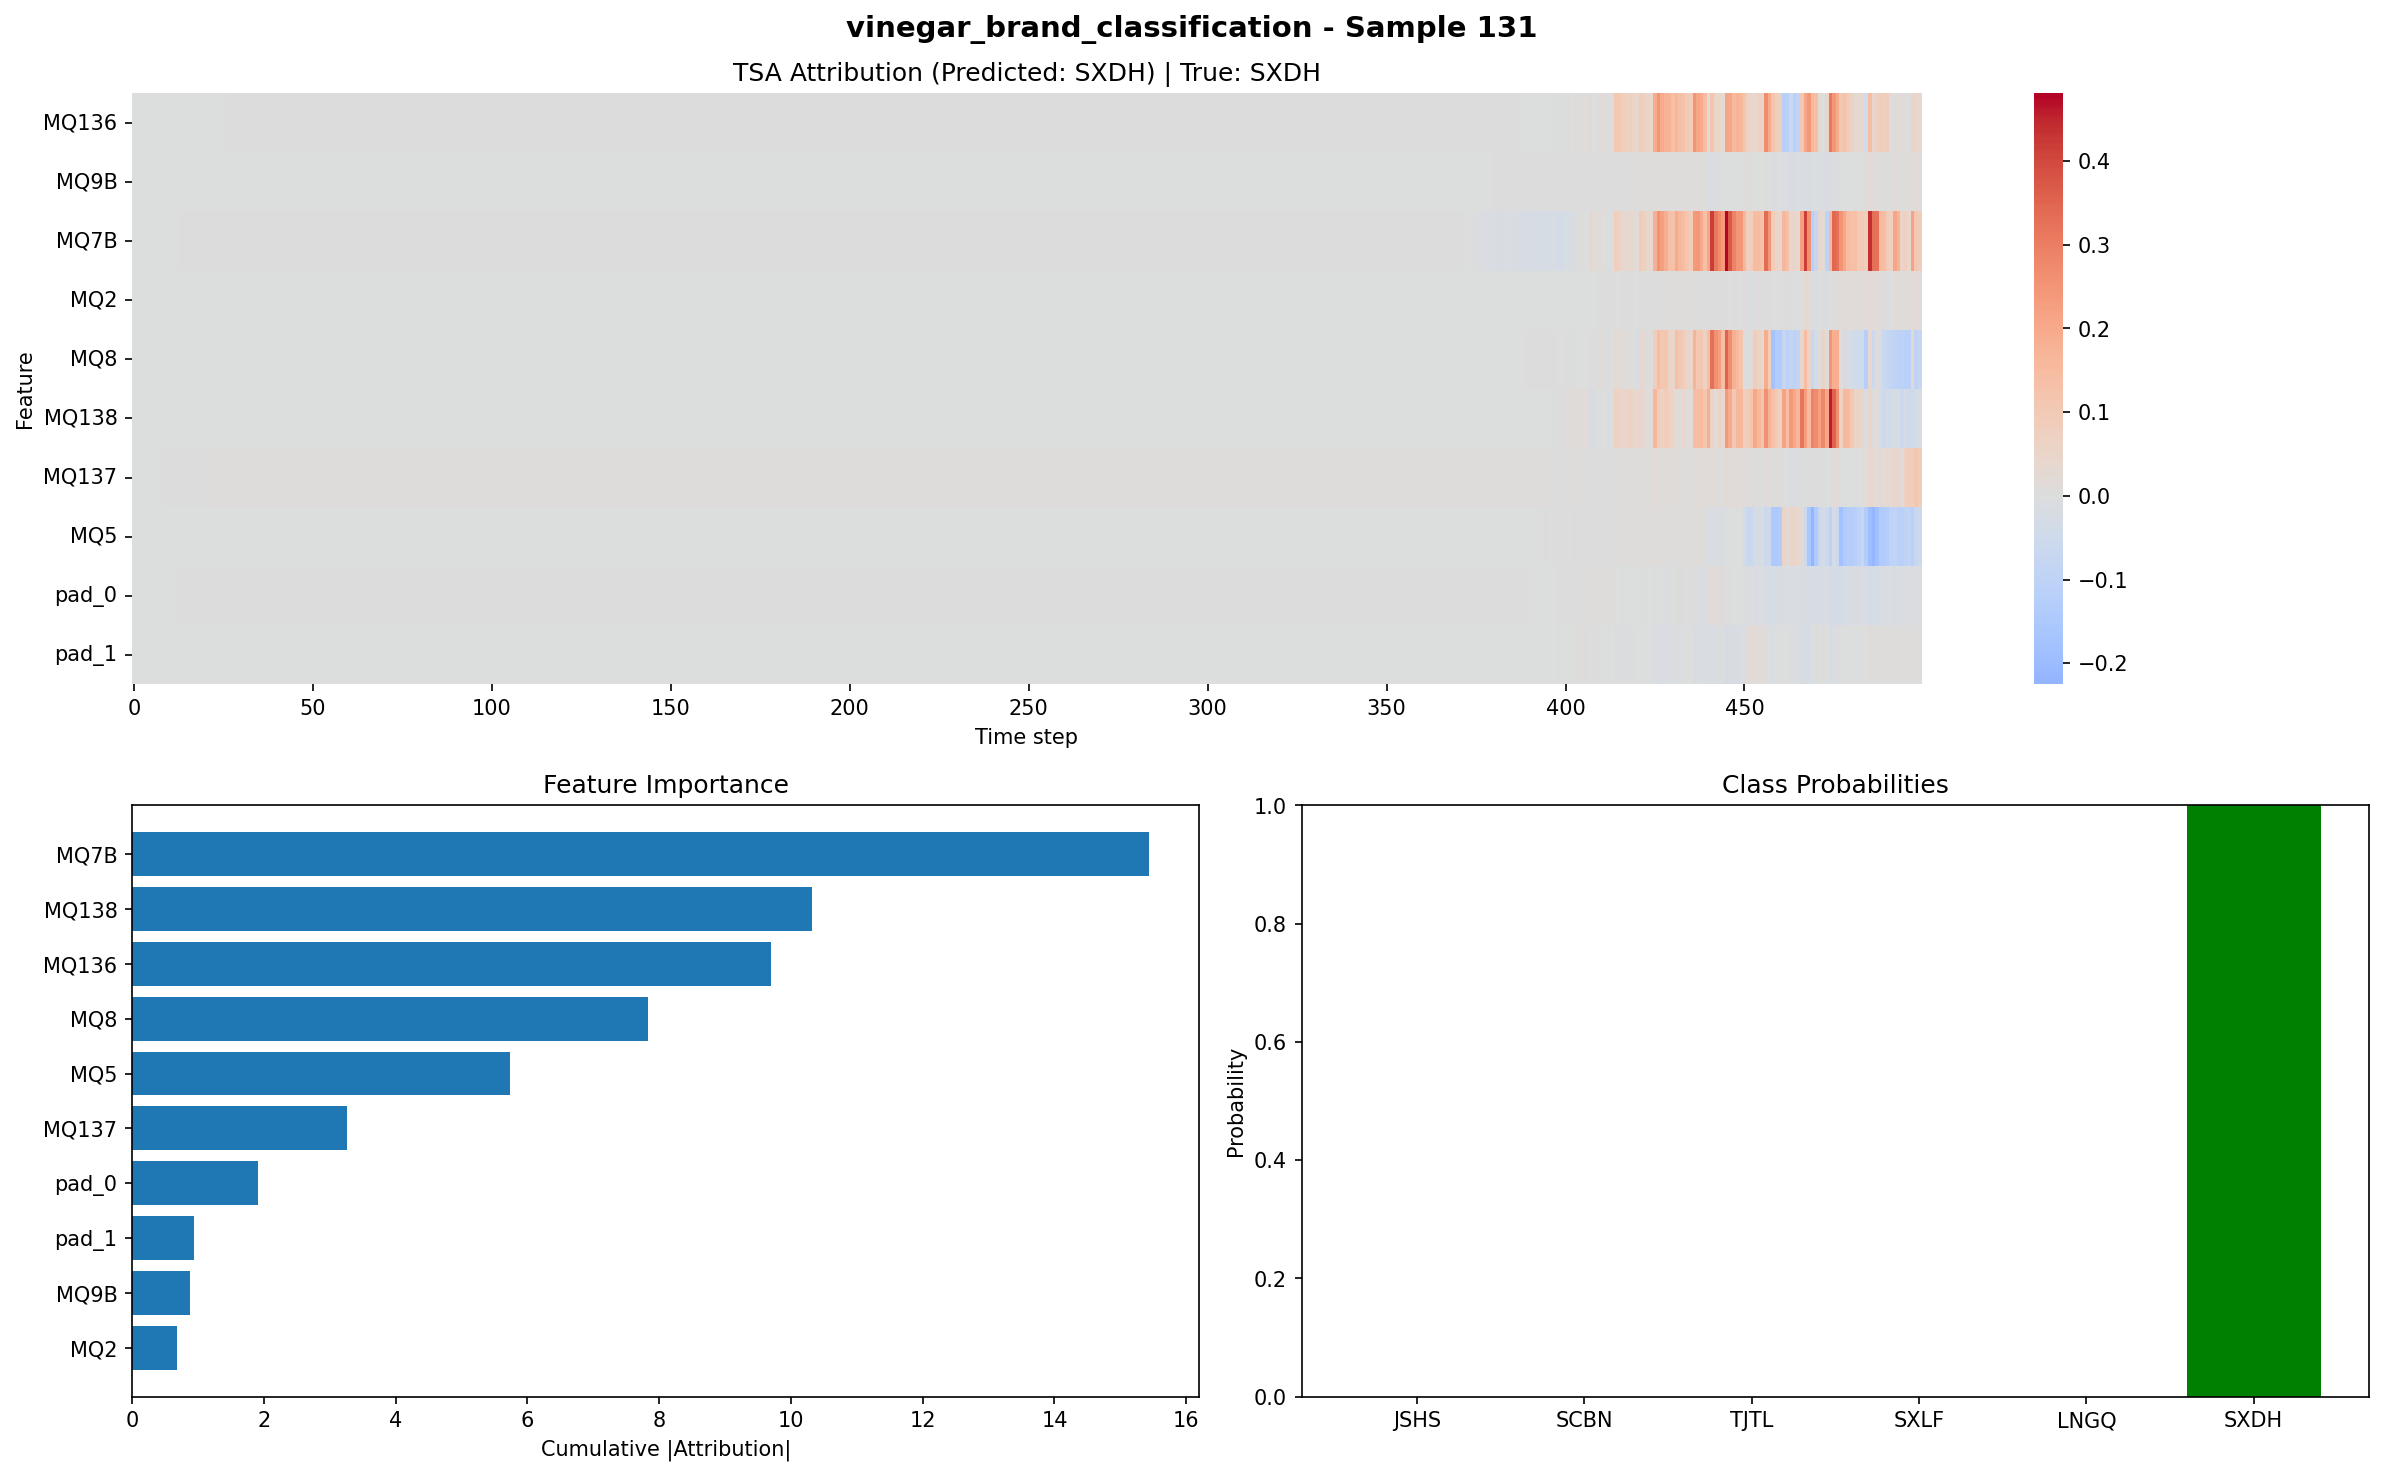 vinegar_brand_classification - Sample 131
TSA Attribution (Predicted: SXDH) | True: SXDH
Feature
MQ136
MQ9B
MQ7B
MQ2
MQ8
MQ138
MQ137
MQ5
pad_0
pad_1
0 50 100 150 200 250 300 350 400 450
Time step
0.4
0.3
0.2
0.1
0.0
−0.1
−0.2
Feature Importance
MQ7B
MQ138
MQ136
MQ8
MQ5
MQ137
pad_0
pad_1
MQ9B
MQ2
0 2 4 6 8 10 12 14 16
Cumulative |Attribution|
Class Probabilities
Probability
1.0
0.8
0.6
0.4
0.2
0.0
JSHS SCBN TJTL SXLF LNGQ SXDH